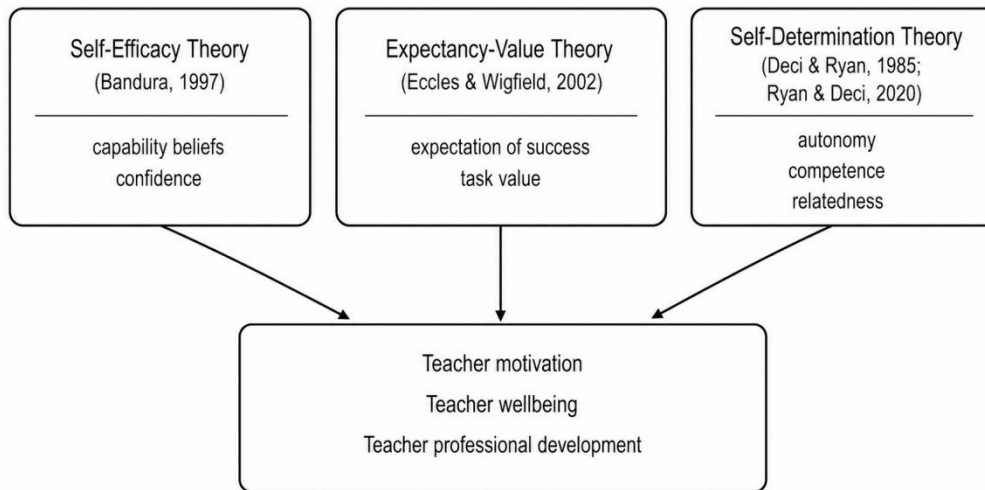 Self-Efficacy Theory
(Bandura, 1997)
capability beliefs
confidence
Expectancy-Value Theory
(Eccles & Wigfield, 2002)
expectation of success
task value
Self-Determination Theory
(Deci & Ryan, 1985;
Ryan & Deci, 2020)
autonomy
competence
relatedness
Teacher motivation
Teacher wellbeing
Teacher professional development